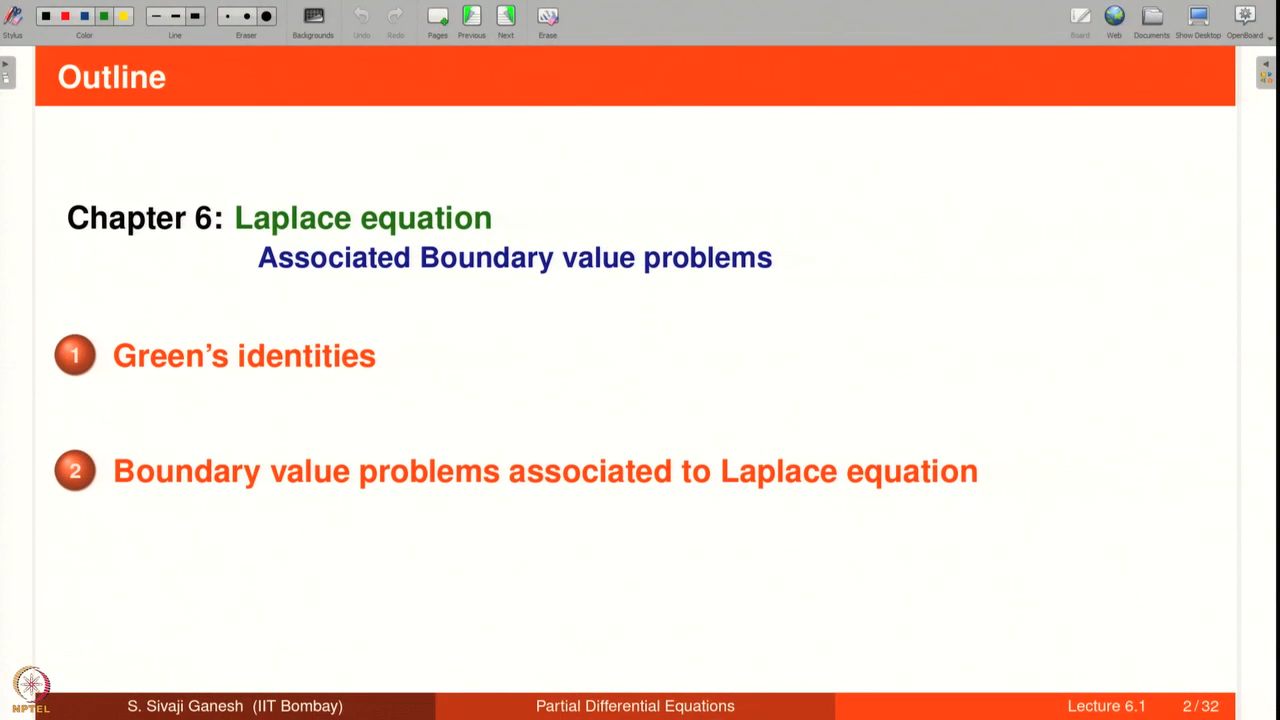 Stylus
Color
Line
Eraser
Backgrounds
Undo
Redo
Pages
Previous
Next
Erase
Board
Web
Documents
Show Desktop
OpenBoard
Outline
Chapter 6: Laplace equation
Associated Boundary value problems
1 Green's identities
2 Boundary value problems associated to Laplace equation
NPTEL
S. Sivaji Ganesh (IIT Bombay) Partial Differential Equations Lecture 6.1 2/32